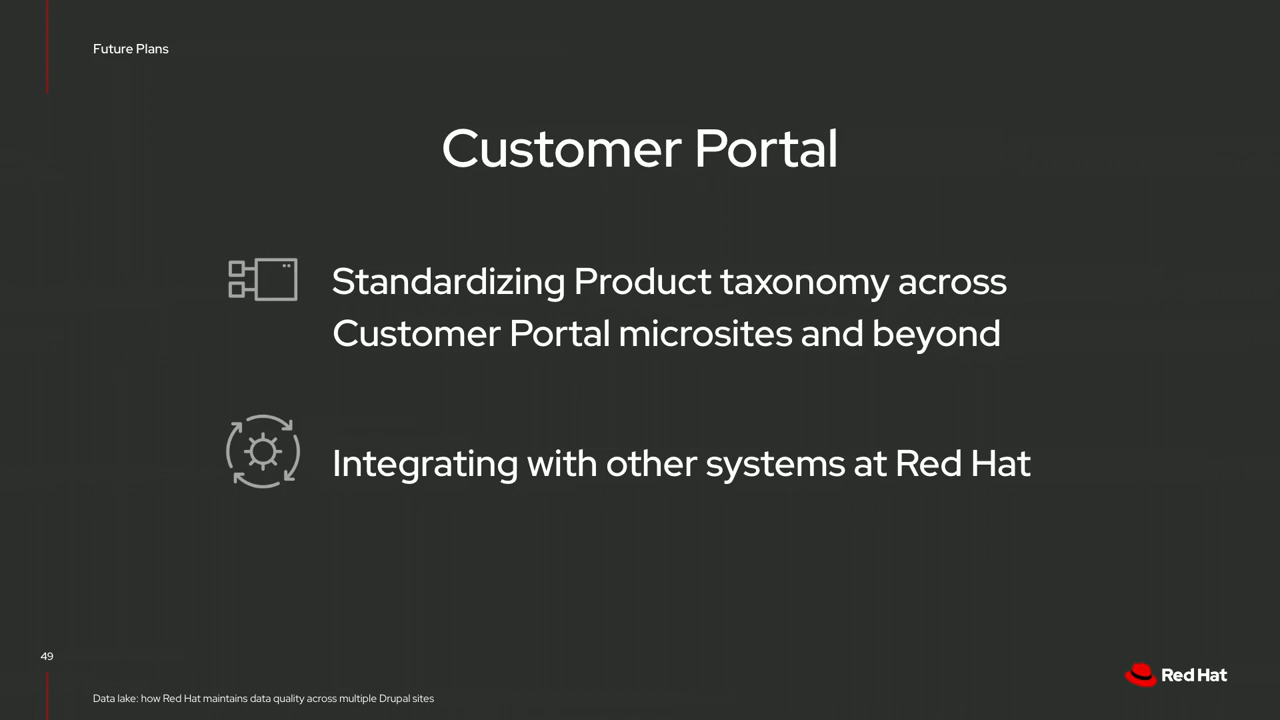 Future Plans
Customer Portal
Standardizing Product taxonomy across
Customer Portal microsites and beyond
Integrating with other systems at Red Hat
49
Red Hat
Data lake: how Red Hat maintains data quality across multiple Drupal sites